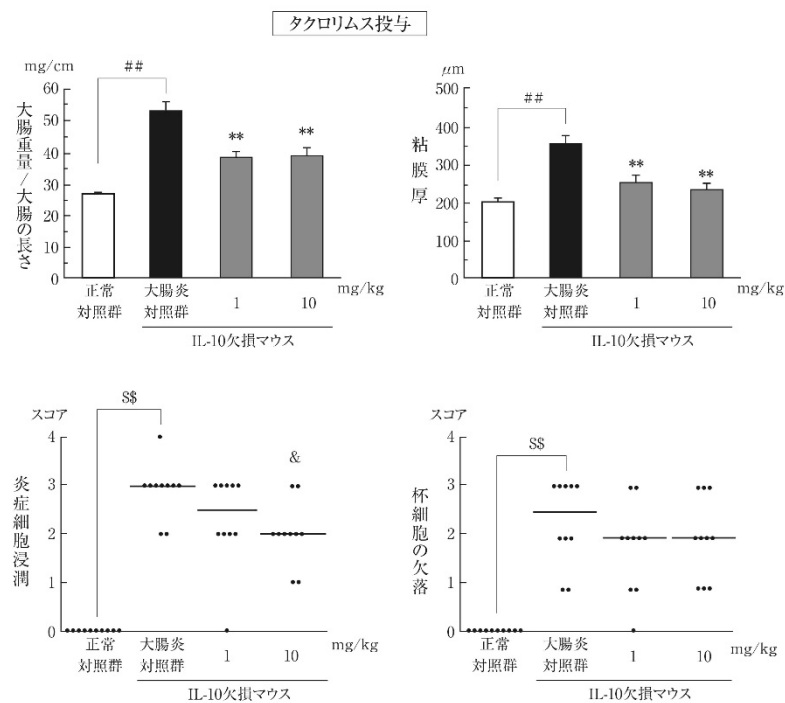 タクロリムス投与
mg/cm
大腸重量/大腸の長さ
60
50
40
30
20
10
0
##
**
**
正常
対照群
大腸炎
対照群
1
10
mg/kg
IL-10欠損マウス
μm
粘膜厚
500
400
300
200
100
0
##
**
**
正常
対照群
大腸炎
対照群
1
10
mg/kg
IL-10欠損マウス
スコア
炎症細胞浸潤
4
3
2
1
0
S$
&
正常
対照群
大腸炎
対照群
1
10
mg/kg
IL-10欠損マウス
スコア
杯細胞の欠落
4
3
2
1
0
S$
正常
対照群
大腸炎
対照群
1
10
mg/kg
IL-10欠損マウス